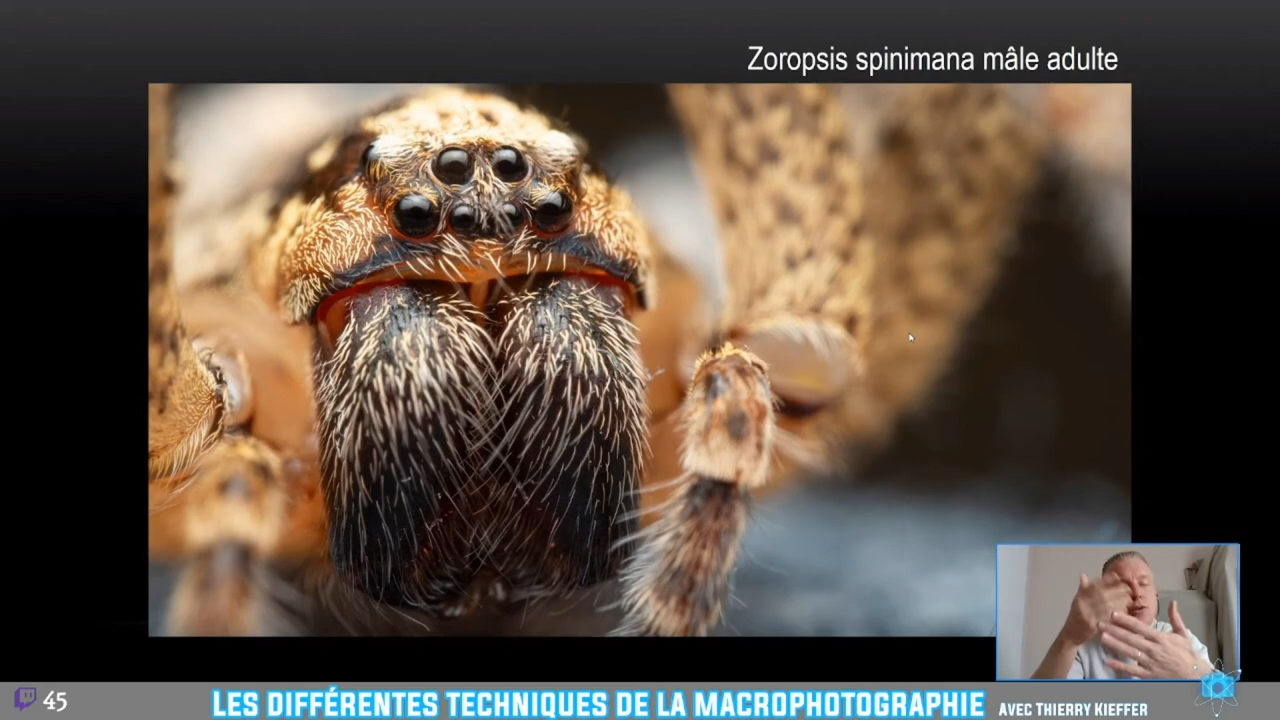 Zoropsis spinimana mâle adulte
45
LES DIFFÉRENTES TECHNIQUES DE LA MACROPHOTOGRAPHIE AVEC THIERRY KIEFFER